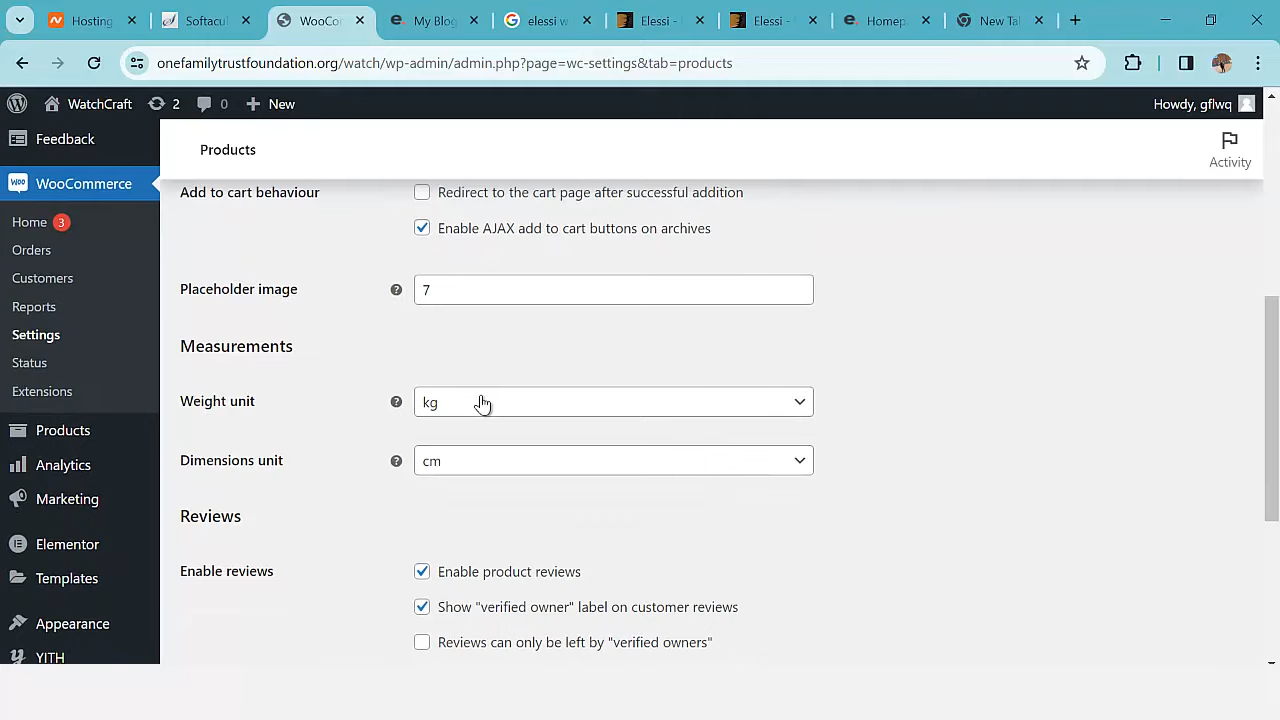 Hosting
Softacul
WooCor
My Blog
elessi w
Elessi -
Elessi -
Homep
New Tal
onefamilytrustfoundation.org/watch/wp-admin/admin.php?page=wc-settings&tab=products
WatchCraft
2
0
New
Howdy, gflwq
Feedback
WooCommerce
Home 3
Orders
Customers
Reports
Settings
Status
Extensions
Products
Analytics
Marketing
Elementor
Templates
Appearance
YITH
Products
Activity
Add to cart behaviour
Redirect to the cart page after successful addition
Enable AJAX add to cart buttons on archives
Placeholder image
7
Measurements
Weight unit
kg
Dimensions unit
cm
Reviews
Enable reviews
Enable product reviews
Show "verified owner" label on customer reviews
Reviews can only be left by "verified owners"